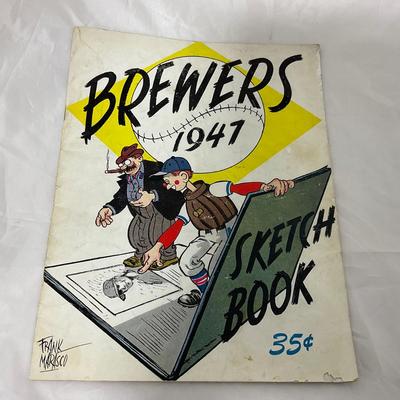 BREWERS
1947
SKETCH
BOOK
35¢
FRANK
MARASCO